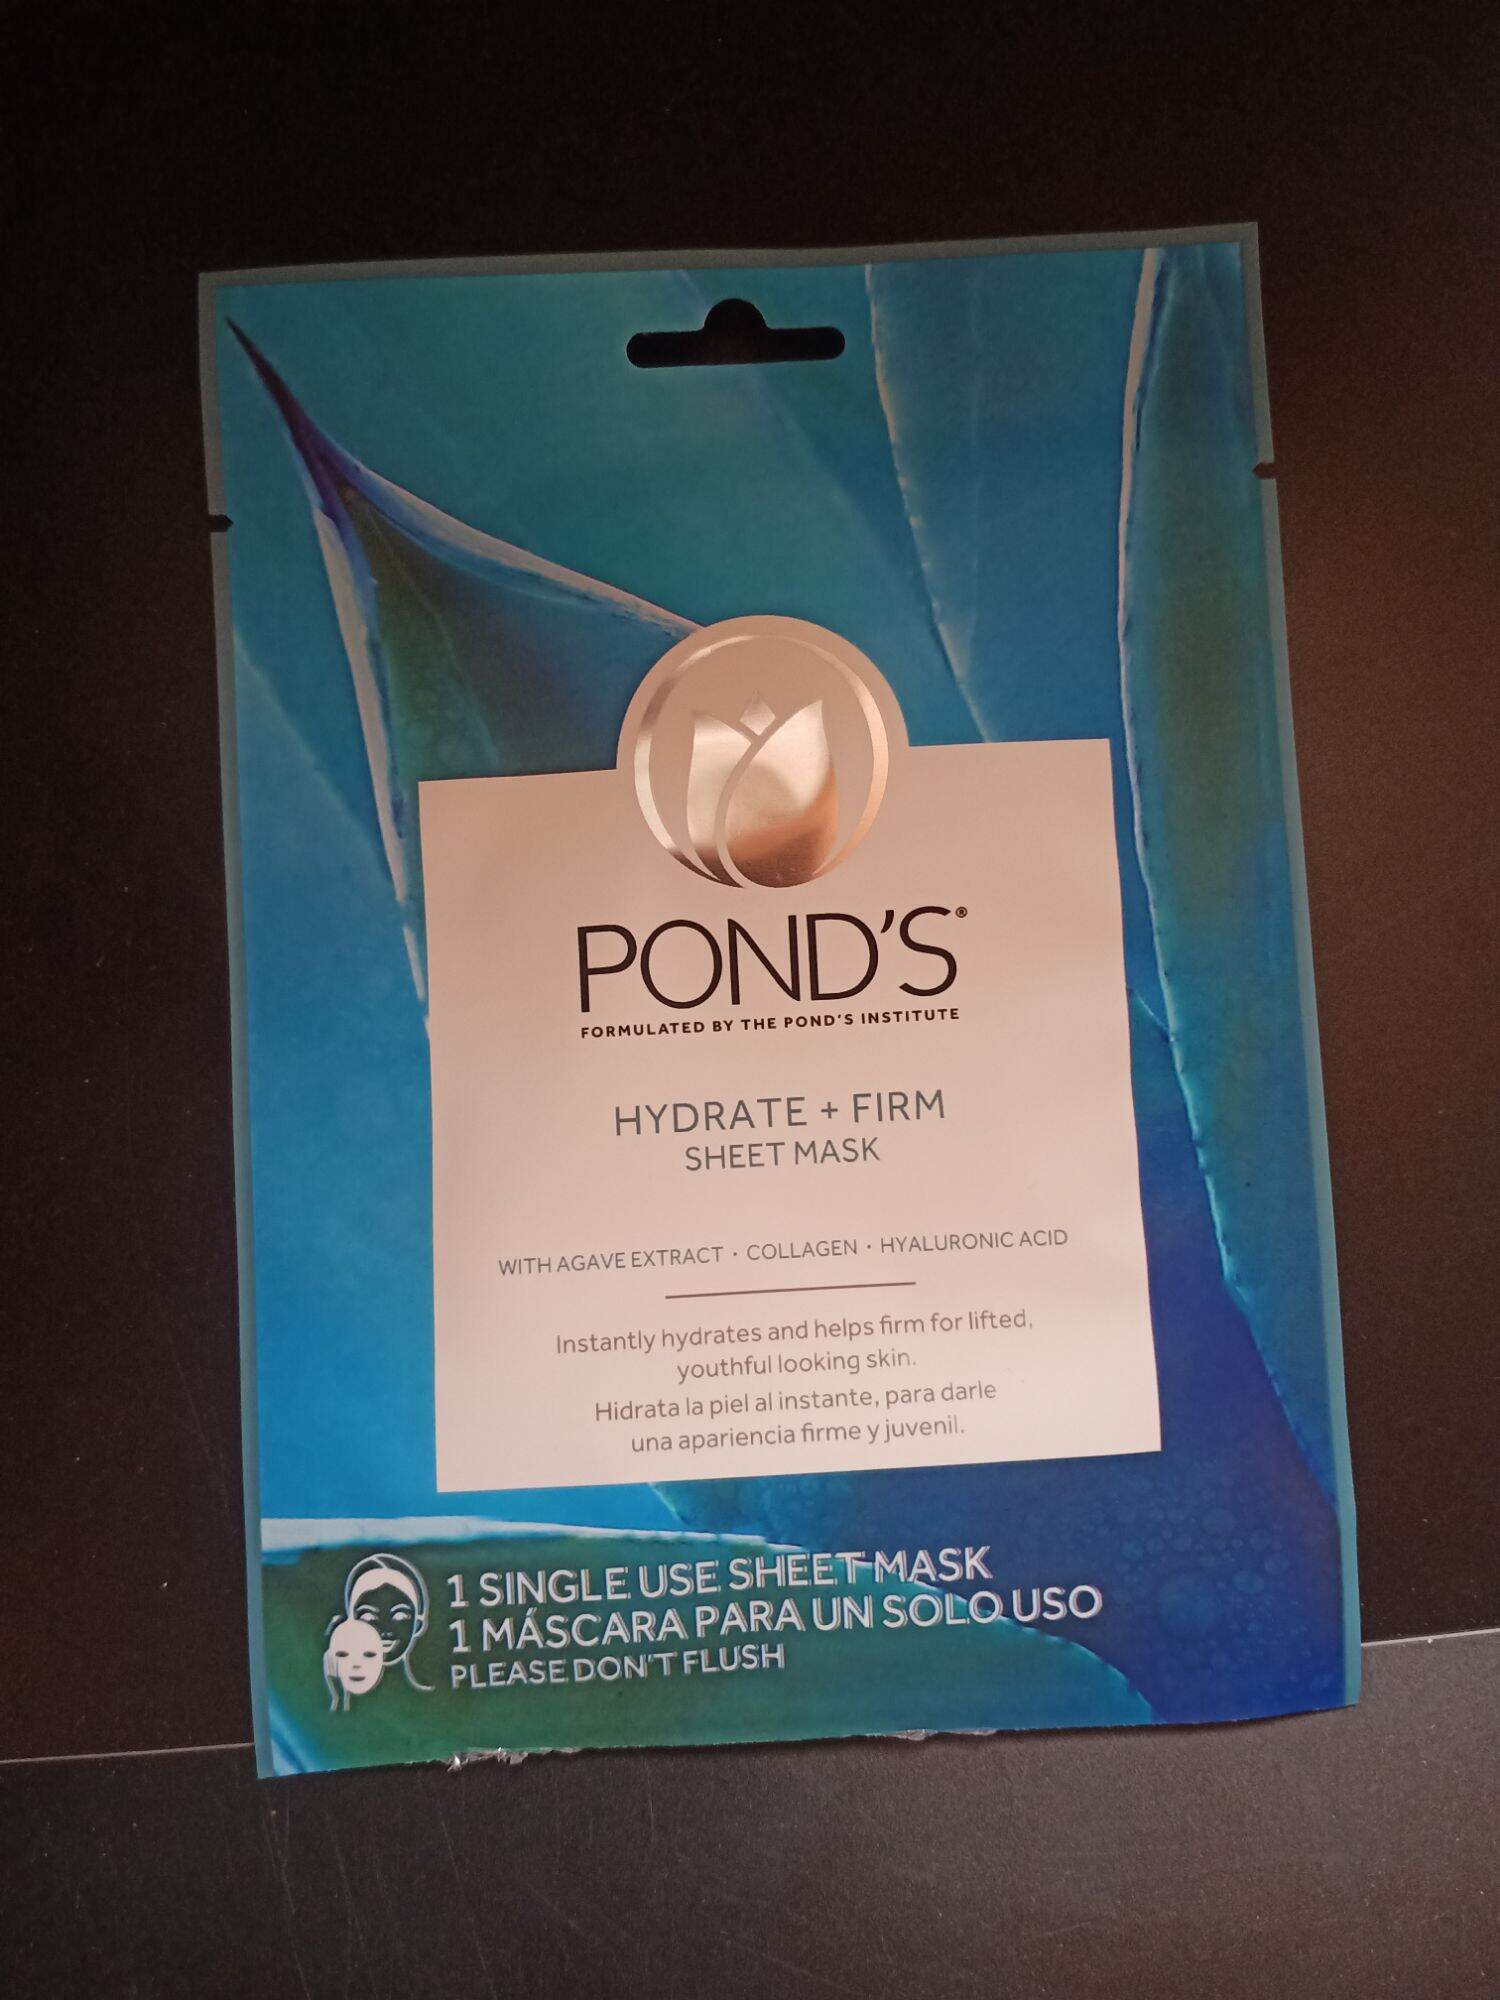 POND'S®
FORMULATED BY THE POND'S INSTITUTE
HYDRATE + FIRM
SHEET MASK
WITH AGAVE EXTRACT · COLLAGEN · HYALURONIC ACID
Instantly hydrates and helps firm for lifted,
youthful looking skin.
Hidrata la piel al instante, para darle
una apariencia firme y juvenil.
1 SINGLE USE SHEET MASK
1 MÁSCARA PARA UN SOLO USO
PLEASE DON'T FLUSH